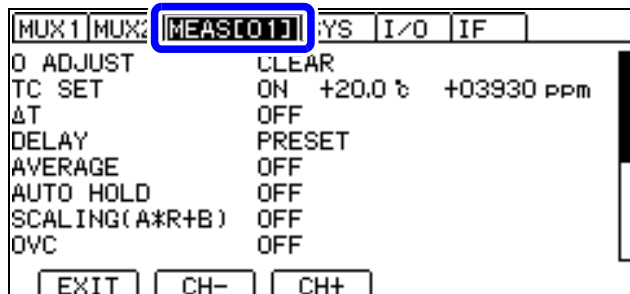 MUX1 MUX2 MEAS[01] SYS I/O IF
0 ADJUST CLEAR
TC SET ON +20.0 ℃ +03930 ppm
ΔT OFF
DELAY PRESET
AVERAGE OFF
AUTO HOLD OFF
SCALING(A*R+B) OFF
OVC OFF
EXIT CH- CH+